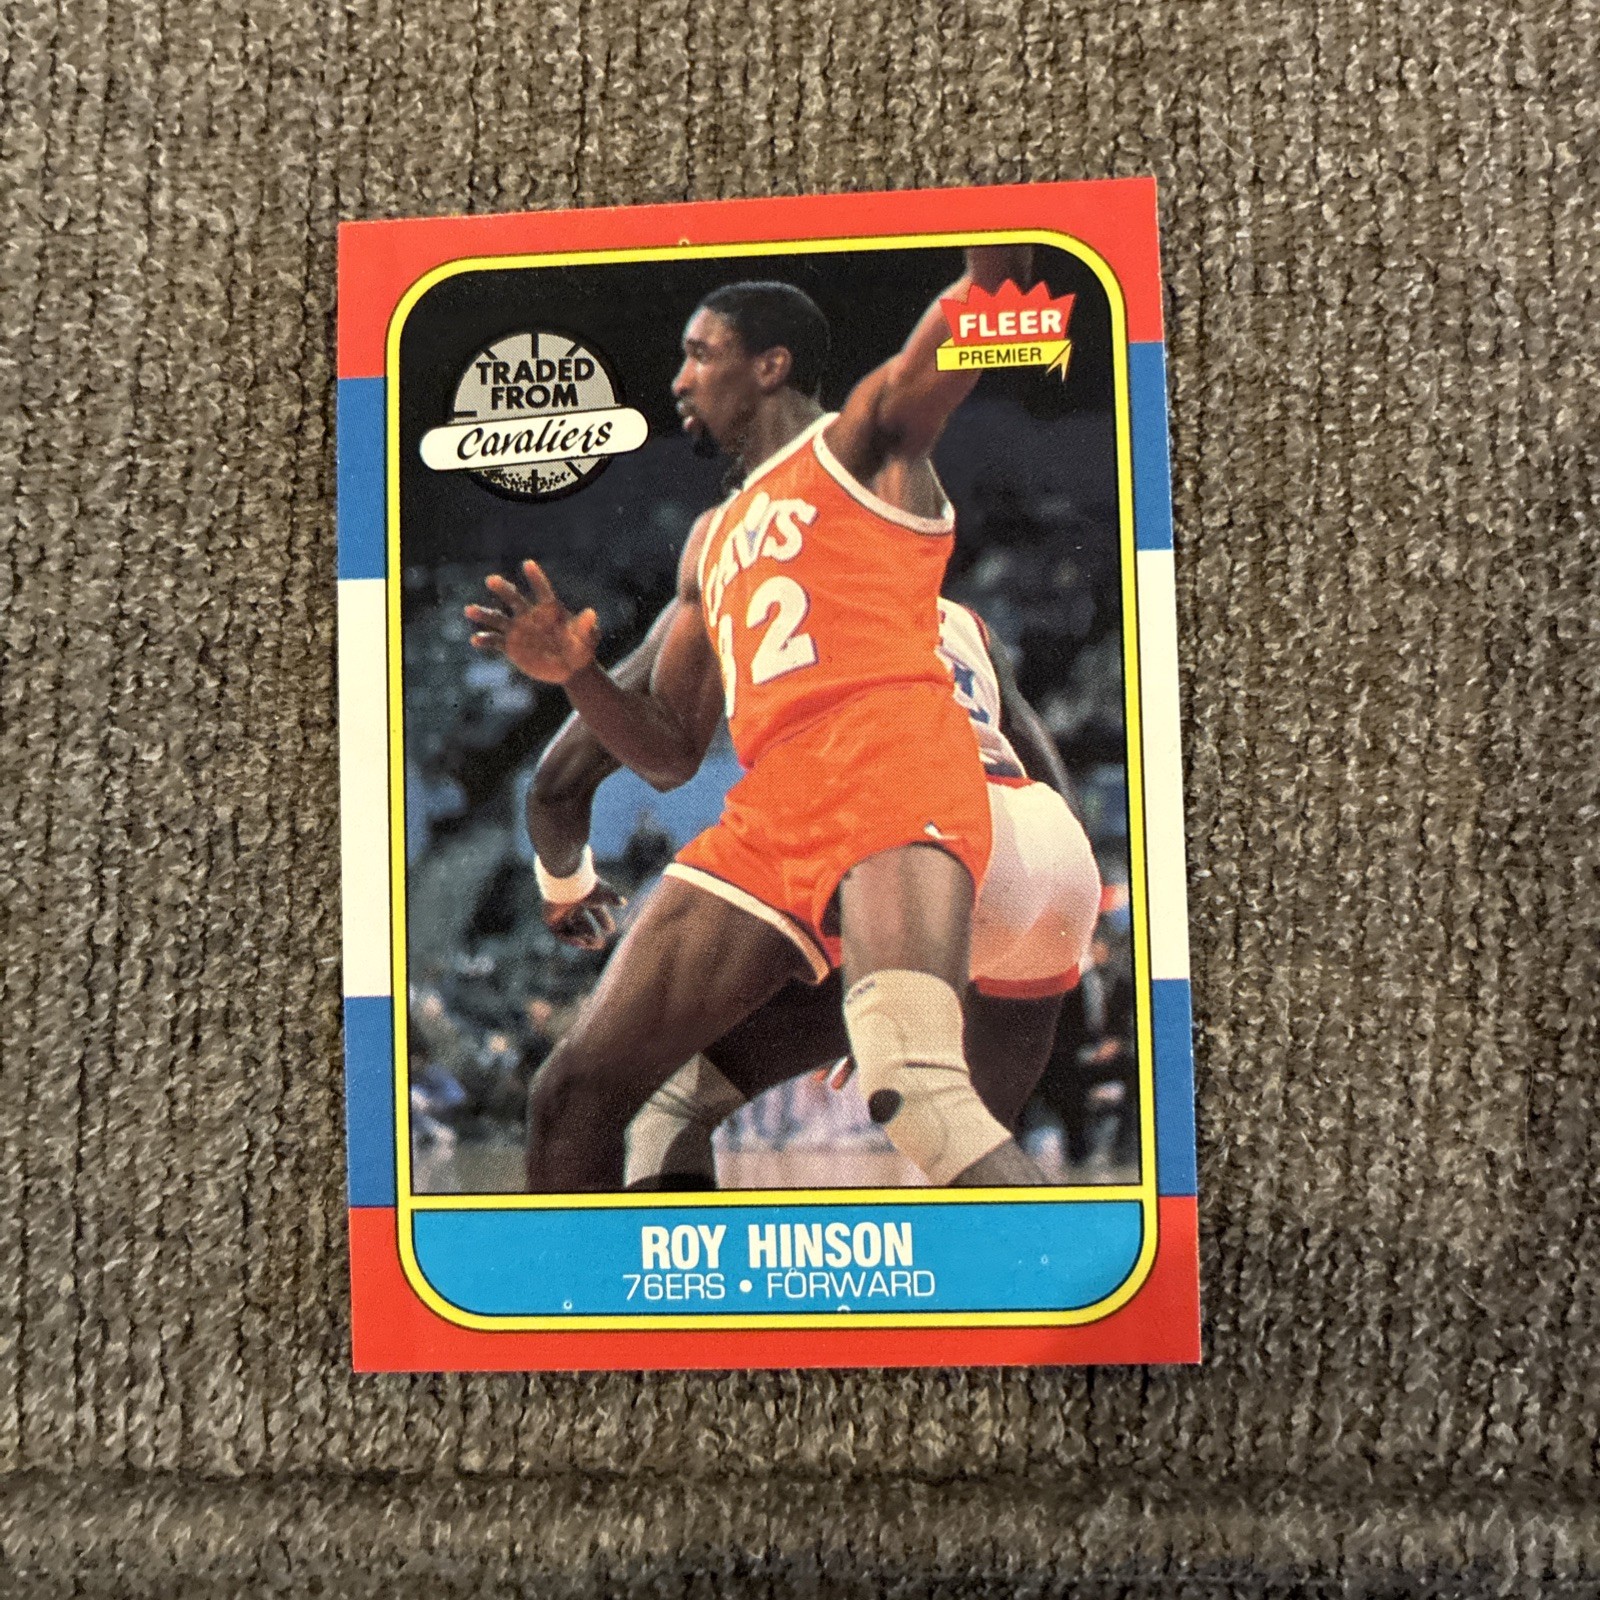 FLEER
PREMIER
TRADED
FROM
Cavaliers
CAVS
32
ROY HINSON
76ERS • FORWARD